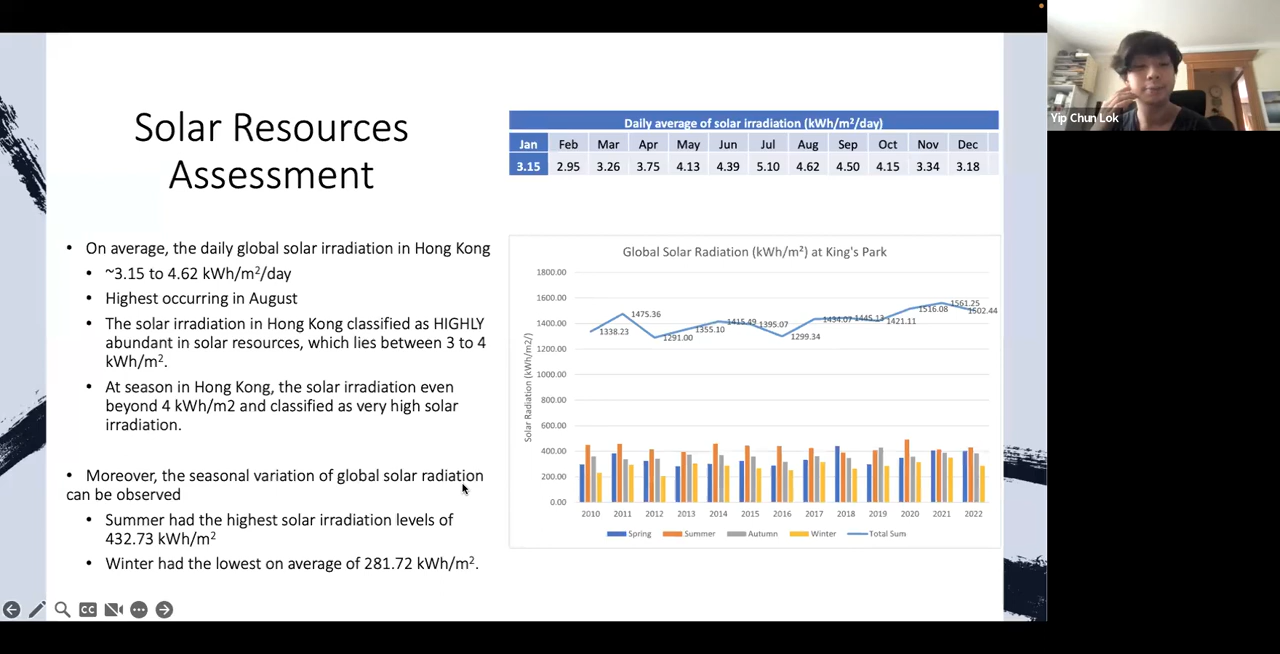 Solar Resources
Assessment
• On average, the daily global solar irradiation in Hong Kong
• ~3.15 to 4.62 kWh/m²/day
• Highest occurring in August
• The solar irradiation in Hong Kong classified as HIGHLY
abundant in solar resources, which lies between 3 to 4
kWh/m².
• At season in Hong Kong, the solar irradiation even
beyond 4 kWh/m2 and classified as very high solar
irradiation.
• Moreover, the seasonal variation of global solar radiation
can be observed
• Summer had the highest solar irradiation levels of
432.73 kWh/m²
• Winter had the lowest on average of 281.72 kWh/m².
Daily average of solar irradiation (kWh/m²/day)
Jan Feb Mar Apr May Jun Jul Aug Sep Oct Nov Dec
3.15 2.95 3.26 3.75 4.13 4.39 5.10 4.62 4.50 4.15 3.34 3.18
Global Solar Radiation (kWh/m²) at King's Park
Solar Radiation (kWh/m2/)
1800.00
1600.00
1400.00
1200.00
1000.00
800.00
600.00
400.00
200.00
0.00
1338.23 1475.36 1291.00 1355.10 1415.49 1395.07 1299.34 1434.07 1445.13 1421.11 1516.08 1561.25 1502.44
2010 2011 2012 2013 2014 2015 2016 2017 2018 2019 2020 2021 2022
Spring Summer Autumn Winter Total Sum
CC
Yip Chun Lok